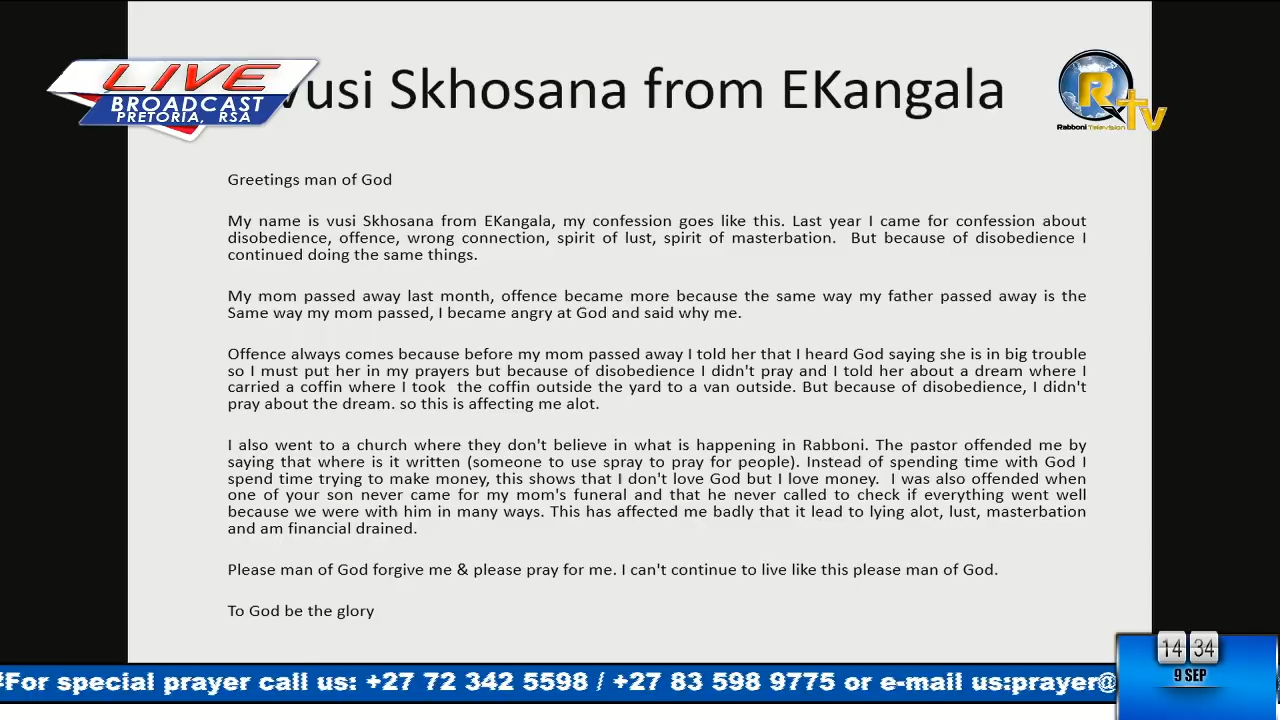 LIVE
BROADCAST
PRETORIA, RSA
vusi Skhosana from EKangala
R
TV
Rabboni Television
Greetings man of God
My name is vusi Skhosana from EKangala, my confession goes like this. Last year I came for confession about
disobedience, offence, wrong connection, spirit of lust, spirit of masterbation. But because of disobedience I
continued doing the same things.
My mom passed away last month, offence became more because the same way my father passed away is the
Same way my mom passed, I became angry at God and said why me.
Offence always comes because before my mom passed away I told her that I heard God saying she is in big trouble
so I must put her in my prayers but because of disobedience I didn't pray and I told her about a dream where I
carried a coffin where I took the coffin outside the yard to a van outside. But because of disobedience, I didn't
pray about the dream. so this is affecting me alot.
I also went to a church where they don't believe in what is happening in Rabboni. The pastor offended me by
saying that where is it written (someone to use spray to pray for people). Instead of spending time with God I
spend time trying to make money, this shows that I don't love God but I love money. I was also offended when
one of your son never came for my mom's funeral and that he never called to check if everything went well
because we were with him in many ways. This has affected me badly that it lead to lying alot, lust, masterbation
and am financial drained.
Please man of God forgive me & please pray for me. I can't continue to live like this please man of God.
To God be the glory
14 34
9 SEP
*For special prayer call us: +27 72 342 5598 / +27 83 598 9775 or e-mail us:prayer@